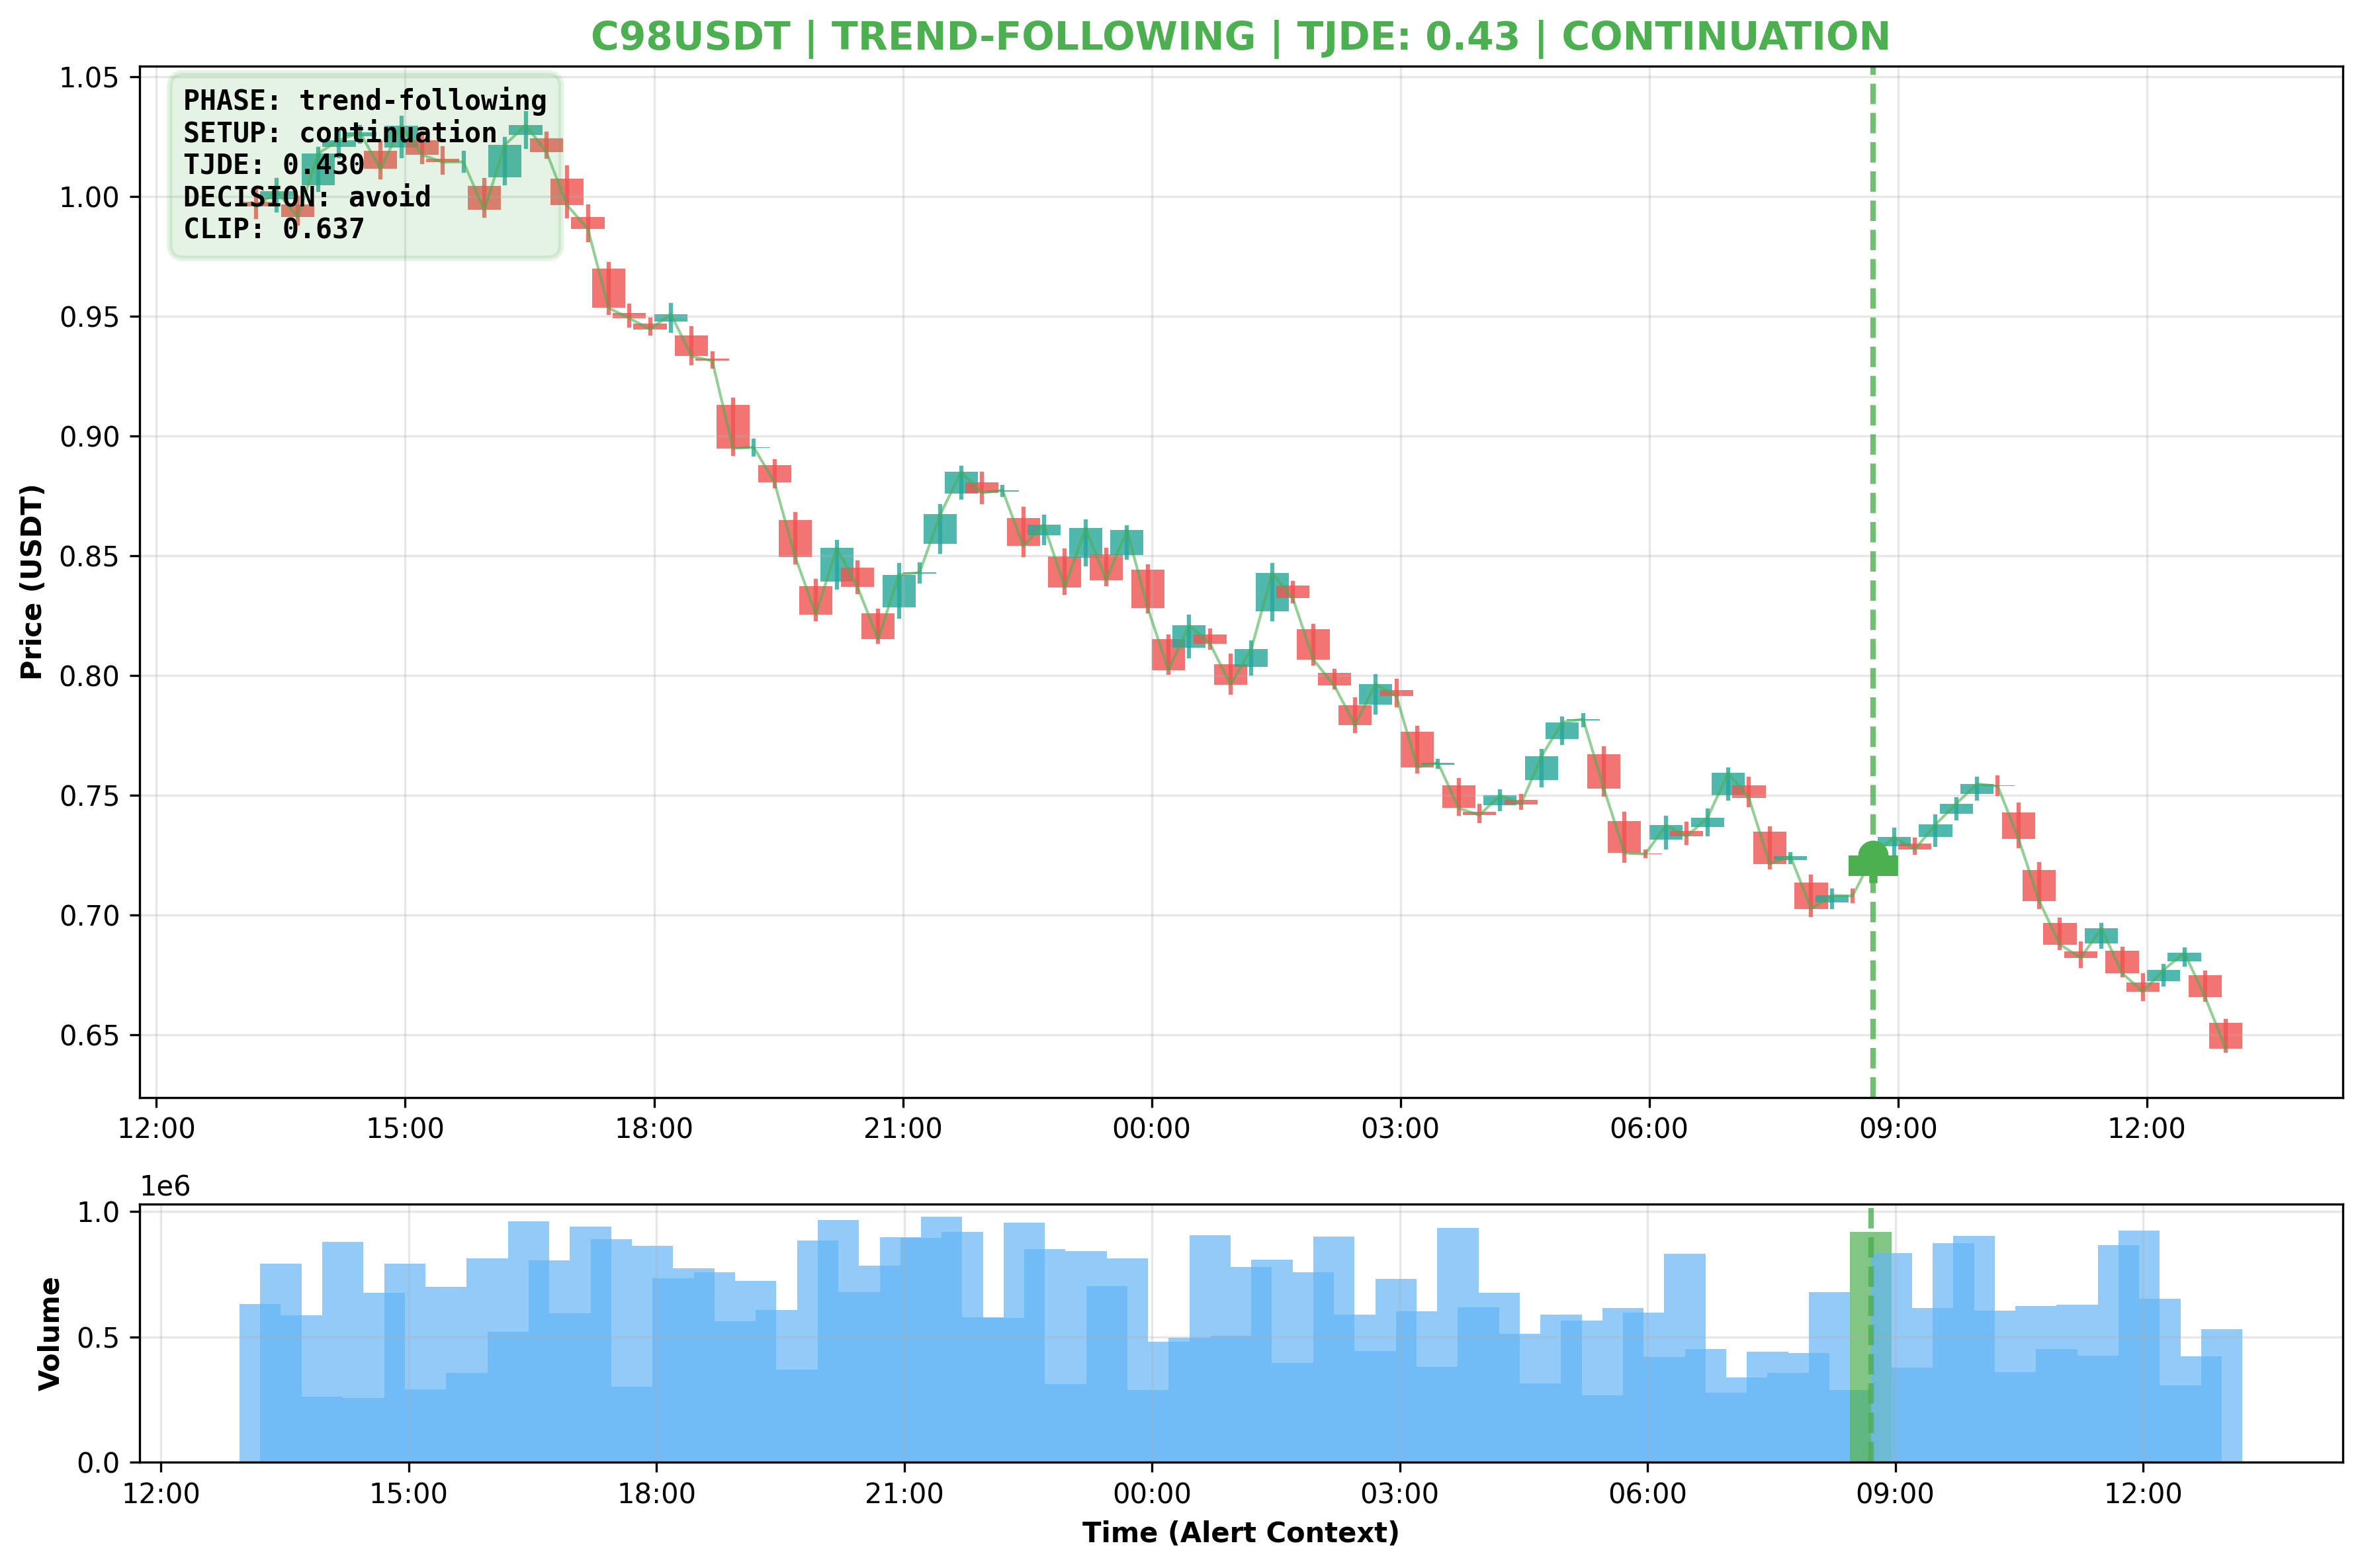 C98USDT | TREND-FOLLOWING | TJDE: 0.43 | CONTINUATION
PHASE: trend-following
SETUP: continuation
TJDE: 0.430
DECISION: avoid
CLIP: 0.637
Price (USDT)
1.05
1.00
0.95
0.90
0.85
0.80
0.75
0.70
0.65
12:00 15:00 18:00 21:00 00:00 03:00 06:00 09:00 12:00
1e6
Volume
1.0
0.5
0.0
12:00 15:00 18:00 21:00 00:00 03:00 06:00 09:00 12:00
Time (Alert Context)